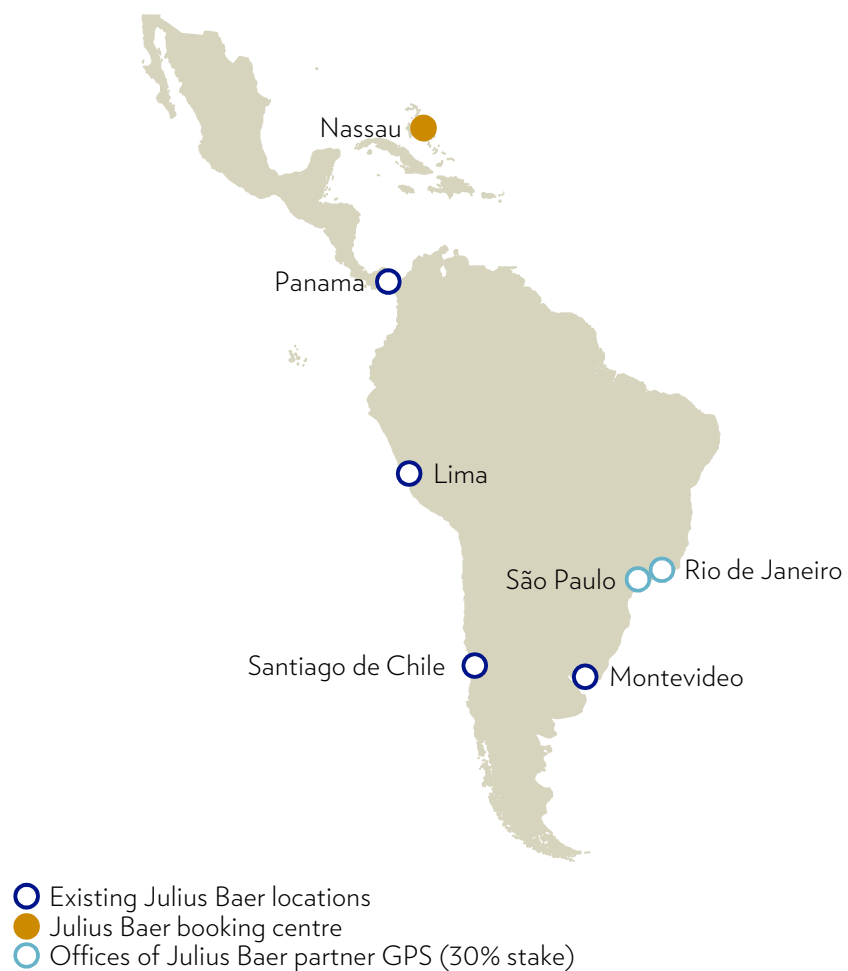 Nassau
Panama
Lima
Rio de Janeiro
São Paulo
Santiago de Chile
Montevideo
Existing Julius Baer locations
Julius Baer booking centre
Offices of Julius Baer partner GPS (30% stake)